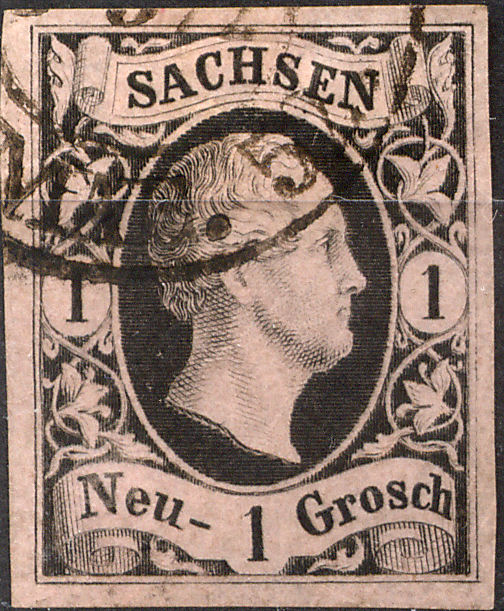 SACHSEN
1 1
Neu- 1 Grosch